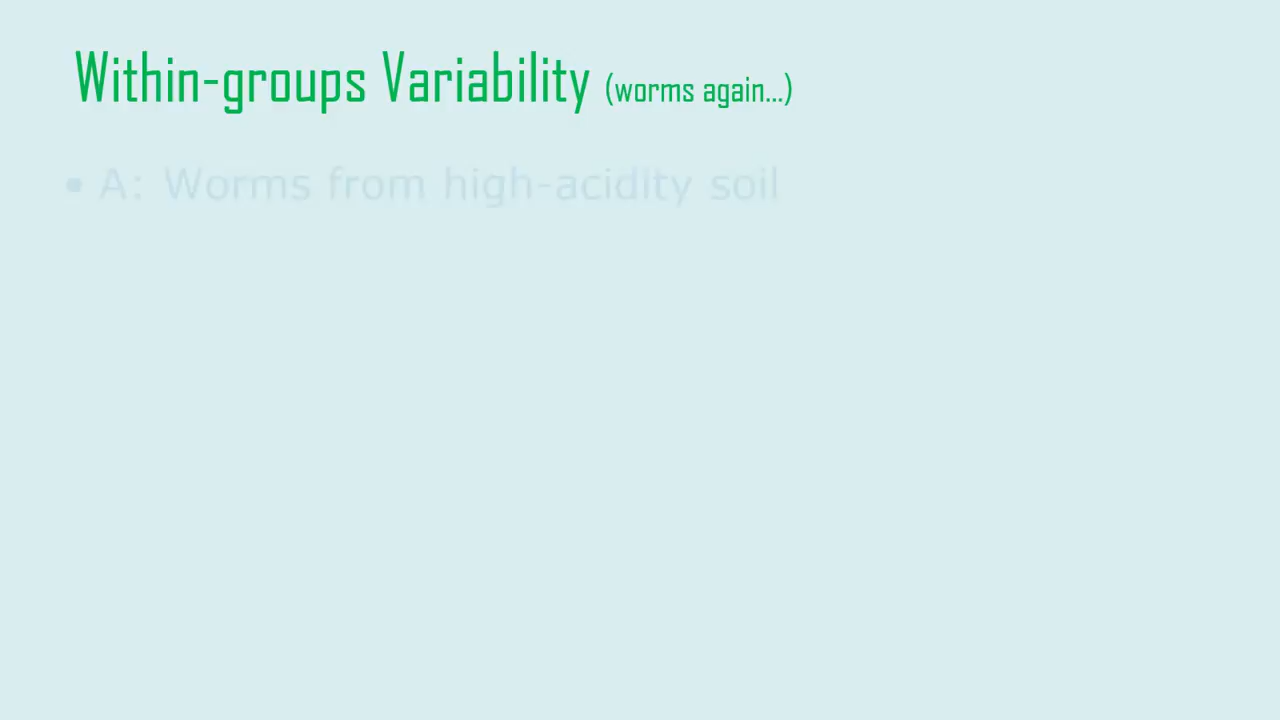 Within-groups Variability (worms again...)
▪ A: Worms from high-acidity soil